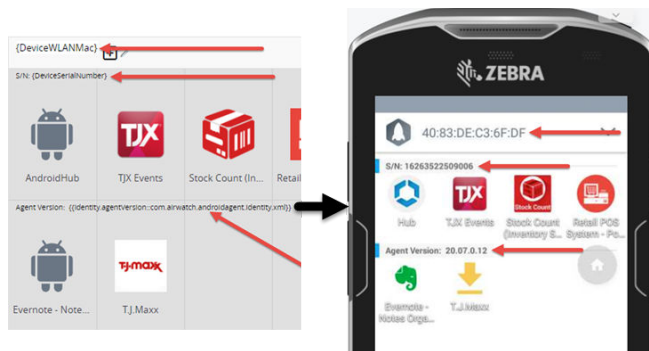 {DeviceWLANMac}
S/N: {DeviceSerialNumber}
TJX
AndroidHub
TJX Events
Stock Count (In...
Retail
Agent Version: {{identity.agentversion::com.airwatch.androidagent.identity.xml}}
TJ-maxx
Evernote - Note...
T.J.Maxx
ZEBRA
40:83:DE:C3:6F:DF
S/N: 16263522509006
TJX
Stock Count
Hub
TJX Events
Stock Count (Inventory S...
Retail POS System - Po...
Agent Version: 20.07.0.12
Evernote - Notes Orga...
T.J.Maxx